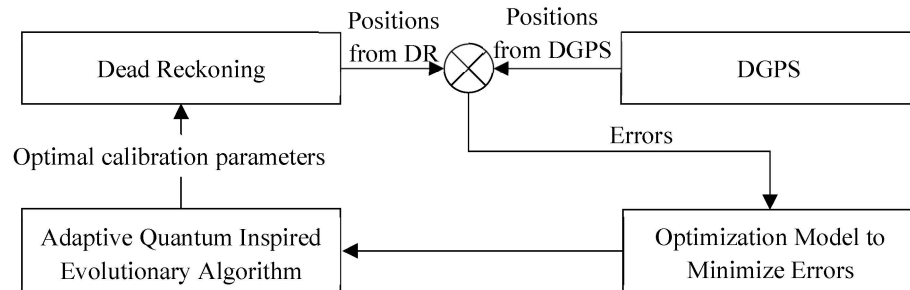 Positions
from DR
Positions
from DGPS
Dead Reckoning
DGPS
Errors
Optimal calibration parameters
Adaptive Quantum Inspired
Evolutionary Algorithm
Optimization Model to
Minimize Errors